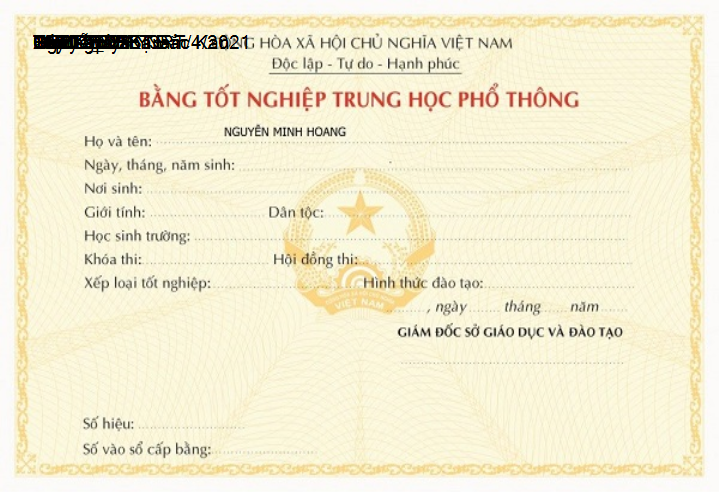 4/2021 NG HÒA XÃ HỘI CHỦ NGHĨA VIỆT NAM
Độc lập - Tự do - Hạnh phúc
BẰNG TỐT NGHIỆP TRUNG HỌC PHỔ THÔNG
Họ và tên: NGUYỄN MINH HOANG
Ngày, tháng, năm sinh:
Nơi sinh:
Giới tính: Dân tộc:
Học sinh trường:
Khóa thi: Hội đồng thi:
Xếp loại tốt nghiệp: Hình thức đào tạo:
VIỆT NAM
, ngày tháng năm
GIÁM ĐỐC SỞ GIÁO DỤC VÀ ĐÀO TẠO
Số hiệu:
Số vào sổ cấp bằng: